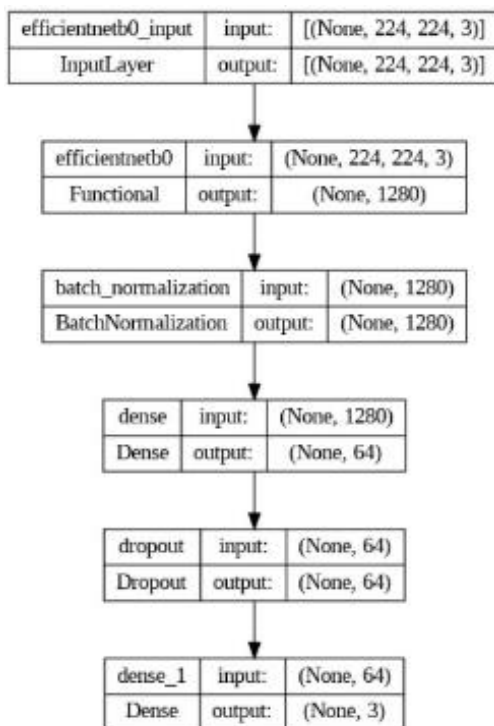 efficientnetb0_input input: [(None, 224, 224, 3)]
InputLayer output: [(None, 224, 224, 3)]
efficientnetb0 input: (None, 224, 224, 3)
Functional output: (None, 1280)
batch_normalization input: (None, 1280)
BatchNormalization output: (None, 1280)
dense input: (None, 1280)
Dense output: (None, 64)
dropout input: (None, 64)
Dropout output: (None, 64)
dense_1 input: (None, 64)
Dense output: (None, 3)